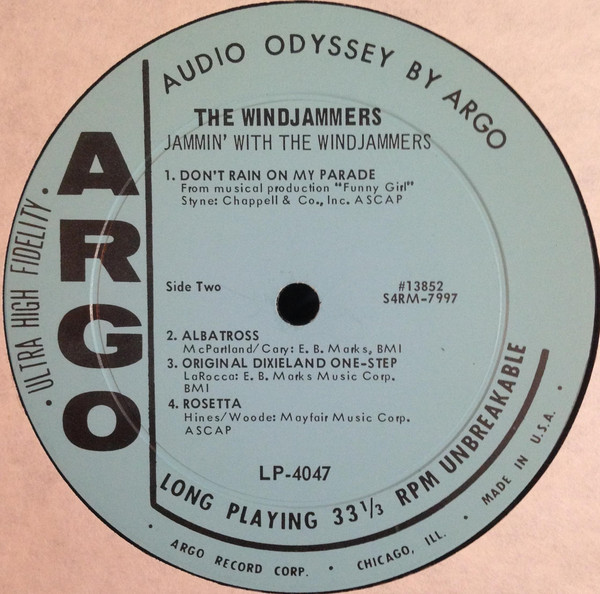 AUDIO ODYSSEY BY ARGO
THE WINDJAMMERS
JAMMIN' WITH THE WINDJAMMERS
1. DON'T RAIN ON MY PARADE
From musical production "Funny Girl"
Styne: Chappell & Co., Inc. ASCAP
ARGO
• ULTRA HIGH FIDELITY •
Side Two
#13852
S4RM-7997
2. ALBATROSS
McPartland/Cary: E. B. Marks, BMI
3. ORIGINAL DIXIELAND ONE-STEP
LaRocca: E. B. Marks Music Corp.
BMI
4. ROSETTA
Hines/Woode: Mayfair Music Corp.
ASCAP
LP-4047
LONG PLAYING 33 1/3 RPM UNBREAKABLE
• ARGO RECORD CORP. • CHICAGO, ILL. • MADE IN U.S.A. •